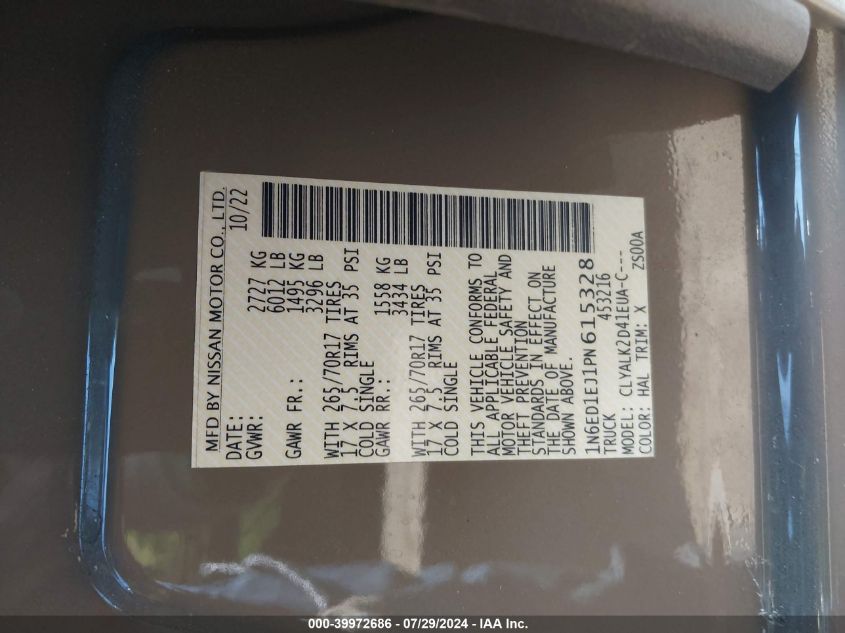 MFD BY NISSAN MOTOR CO., LTD.
DATE: 10/22
GVWR: 2727 KG
6012 LB
GAWR FR.: 1495 KG
3296 LB
WITH 265/70R17 TIRES
17 X 7.5 RIMS AT 35 PSI
COLD SINGLE
GAWR RR.: 1558 KG
3434 LB
WITH 265/70R17 TIRES
17 X 7.5 RIMS AT 35 PSI
COLD SINGLE
THIS VEHICLE CONFORMS TO
ALL APPLICABLE FEDERAL
MOTOR VEHICLE SAFETY AND
THEFT PREVENTION
STANDARDS IN EFFECT ON
THE DATE OF MANUFACTURE
SHOWN ABOVE.
1N6ED1EJ1PN615328
TRUCK 453216
MODEL: CLYALK2D41EUA-C---
COLOR: HAL TRIM: X ZS00A
000-39972686 - 07/29/2024 - IAA Inc.